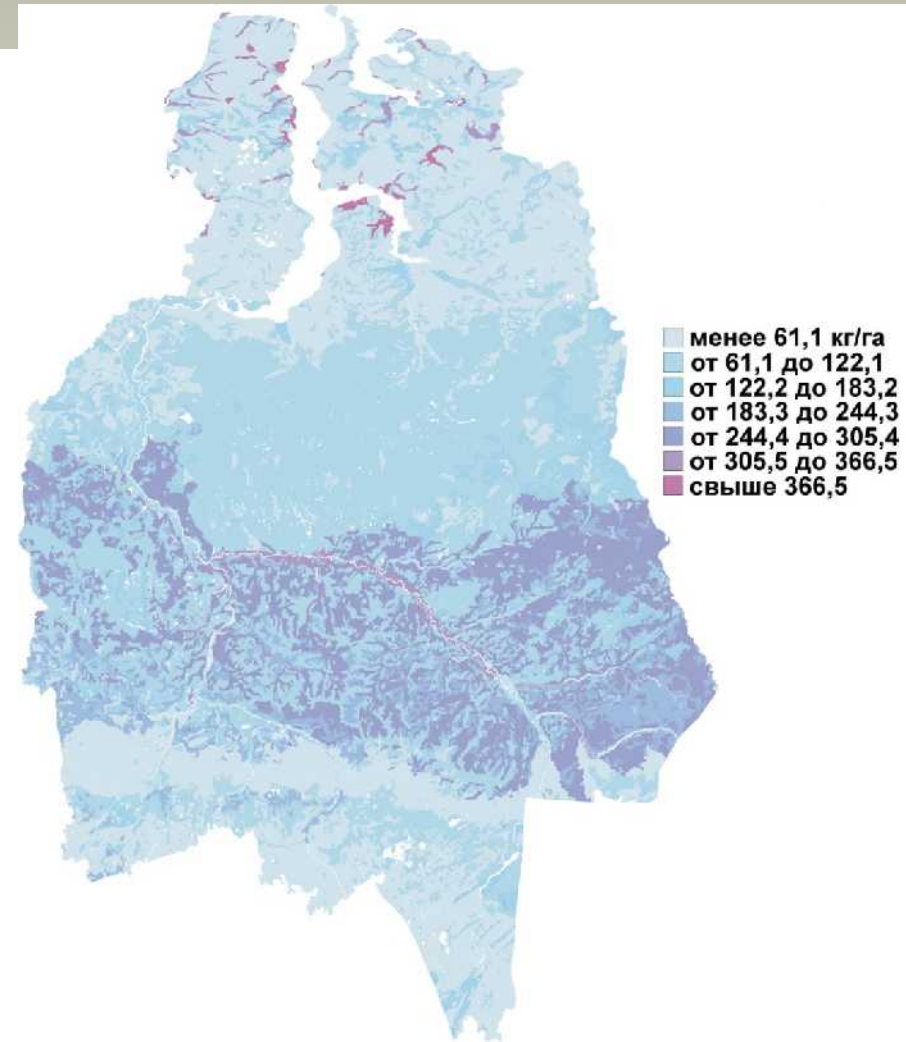 менее 61,1 кг/га
от 61,1 до 122,1
от 122,2 до 183,2
от 183,3 до 244,3
от 244,4 до 305,4
от 305,5 до 366,5
свыше 366,5